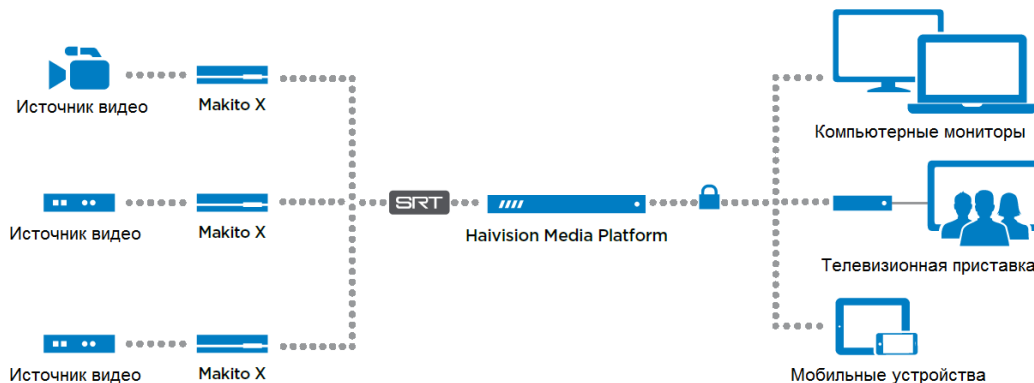 Источник видео
Makito X
Компьютерные мониторы
Источник видео
Makito X
SRT
Haivision Media Platform
Телевизионная приставка
Источник видео
Makito X
Мобильные устройства